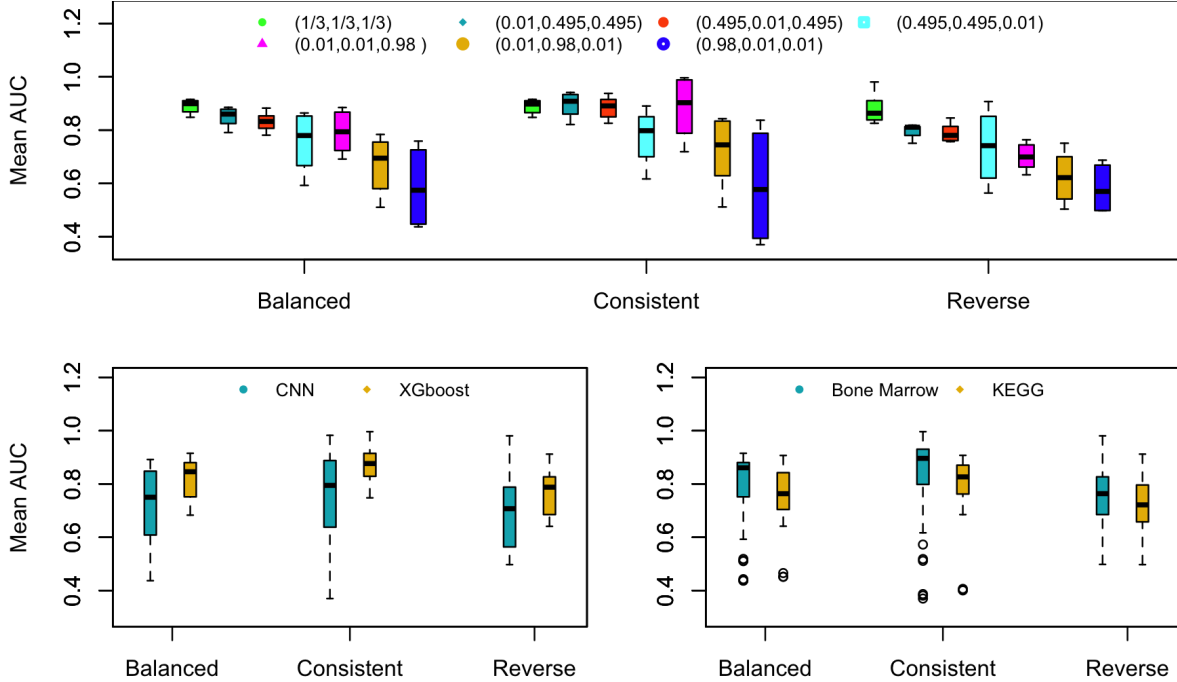 (1/3,1/3,1/3) (0.01,0.495,0.495) (0.495,0.01,0.495) (0.495,0.495,0.01)
(0.01,0.01,0.98 ) (0.01,0.98,0.01) (0.98,0.01,0.01)
Mean AUC
1.2
1.0
0.8
0.6
0.4
Balanced Consistent Reverse
CNN XGboost
Mean AUC
1.2
1.0
0.8
0.6
0.4
Balanced Consistent Reverse
Bone Marrow KEGG
1.2
1.0
0.8
0.6
0.4
Balanced Consistent Reverse